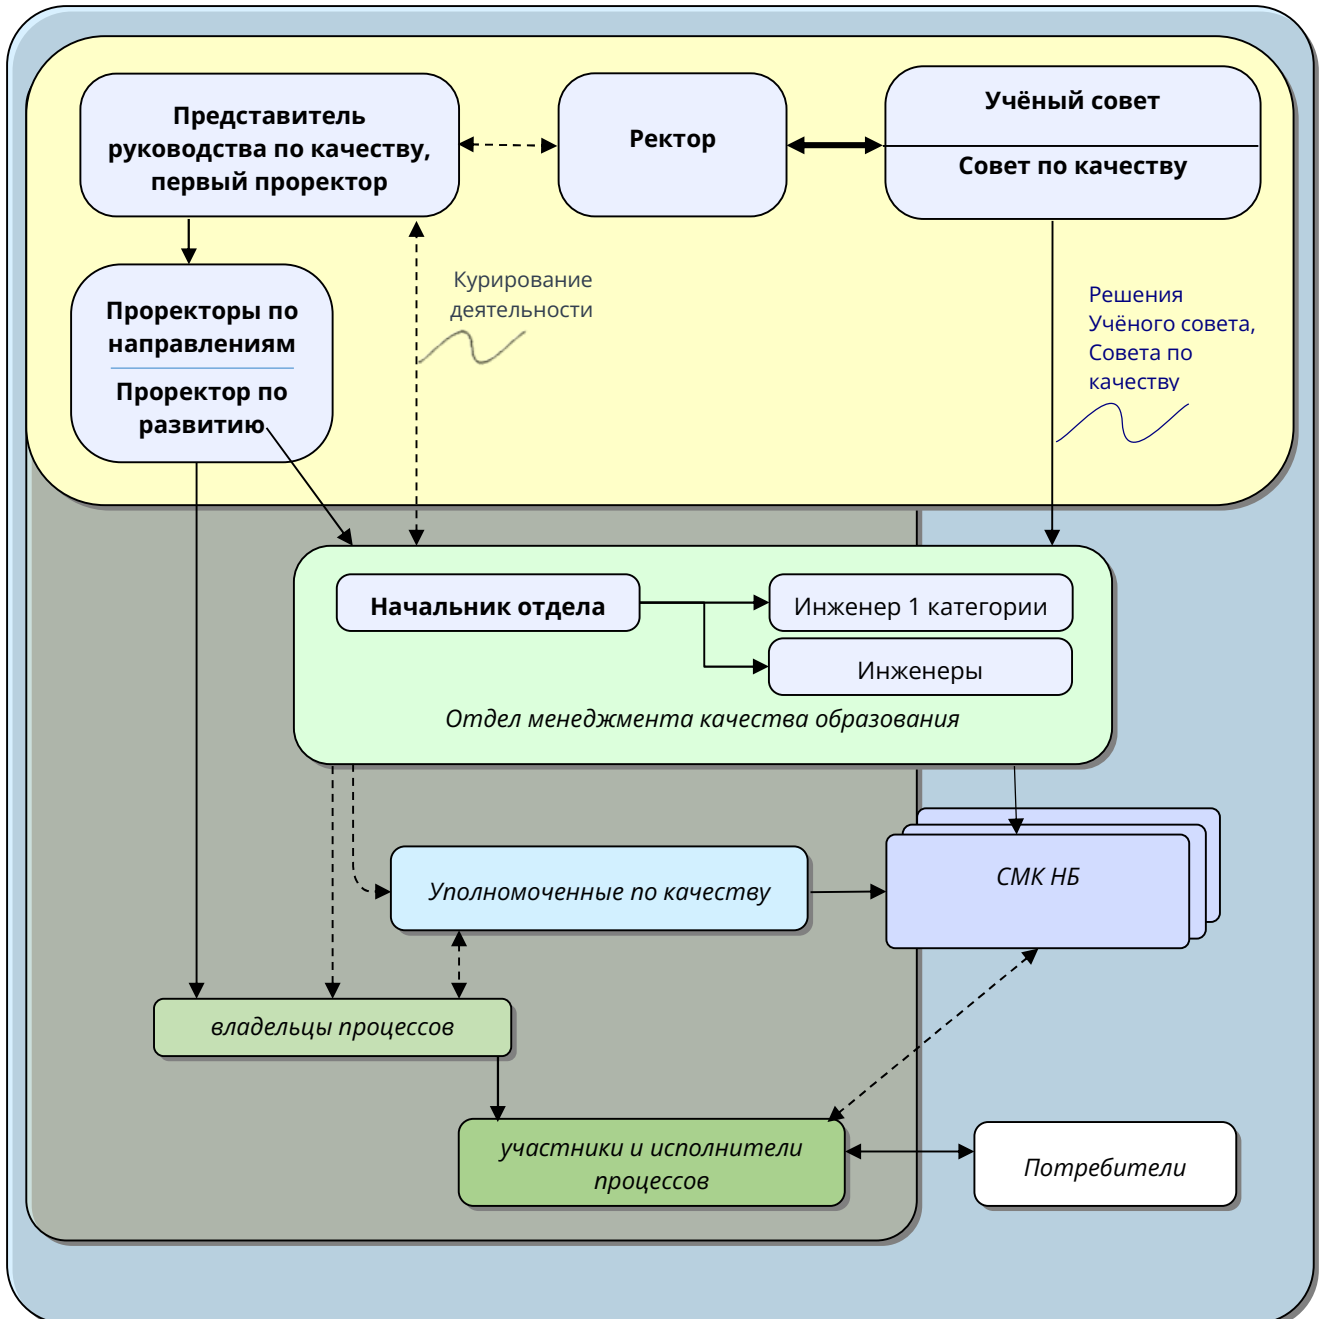 Представитель
руководства по качеству,
первый проректор
Ректор
Учёный совет
Совет по качеству
Проректоры по
направлениям
Проректор по
развитию
Курирование
деятельности
Решения
Учёного совета,
Совета по
качеству
Начальник отдела
Инженер 1 категории
Инженеры
Отдел менеджмента качества образования
Уполномоченные по качеству
СМК НБ
владельцы процессов
участники и исполнители
процессов
Потребители